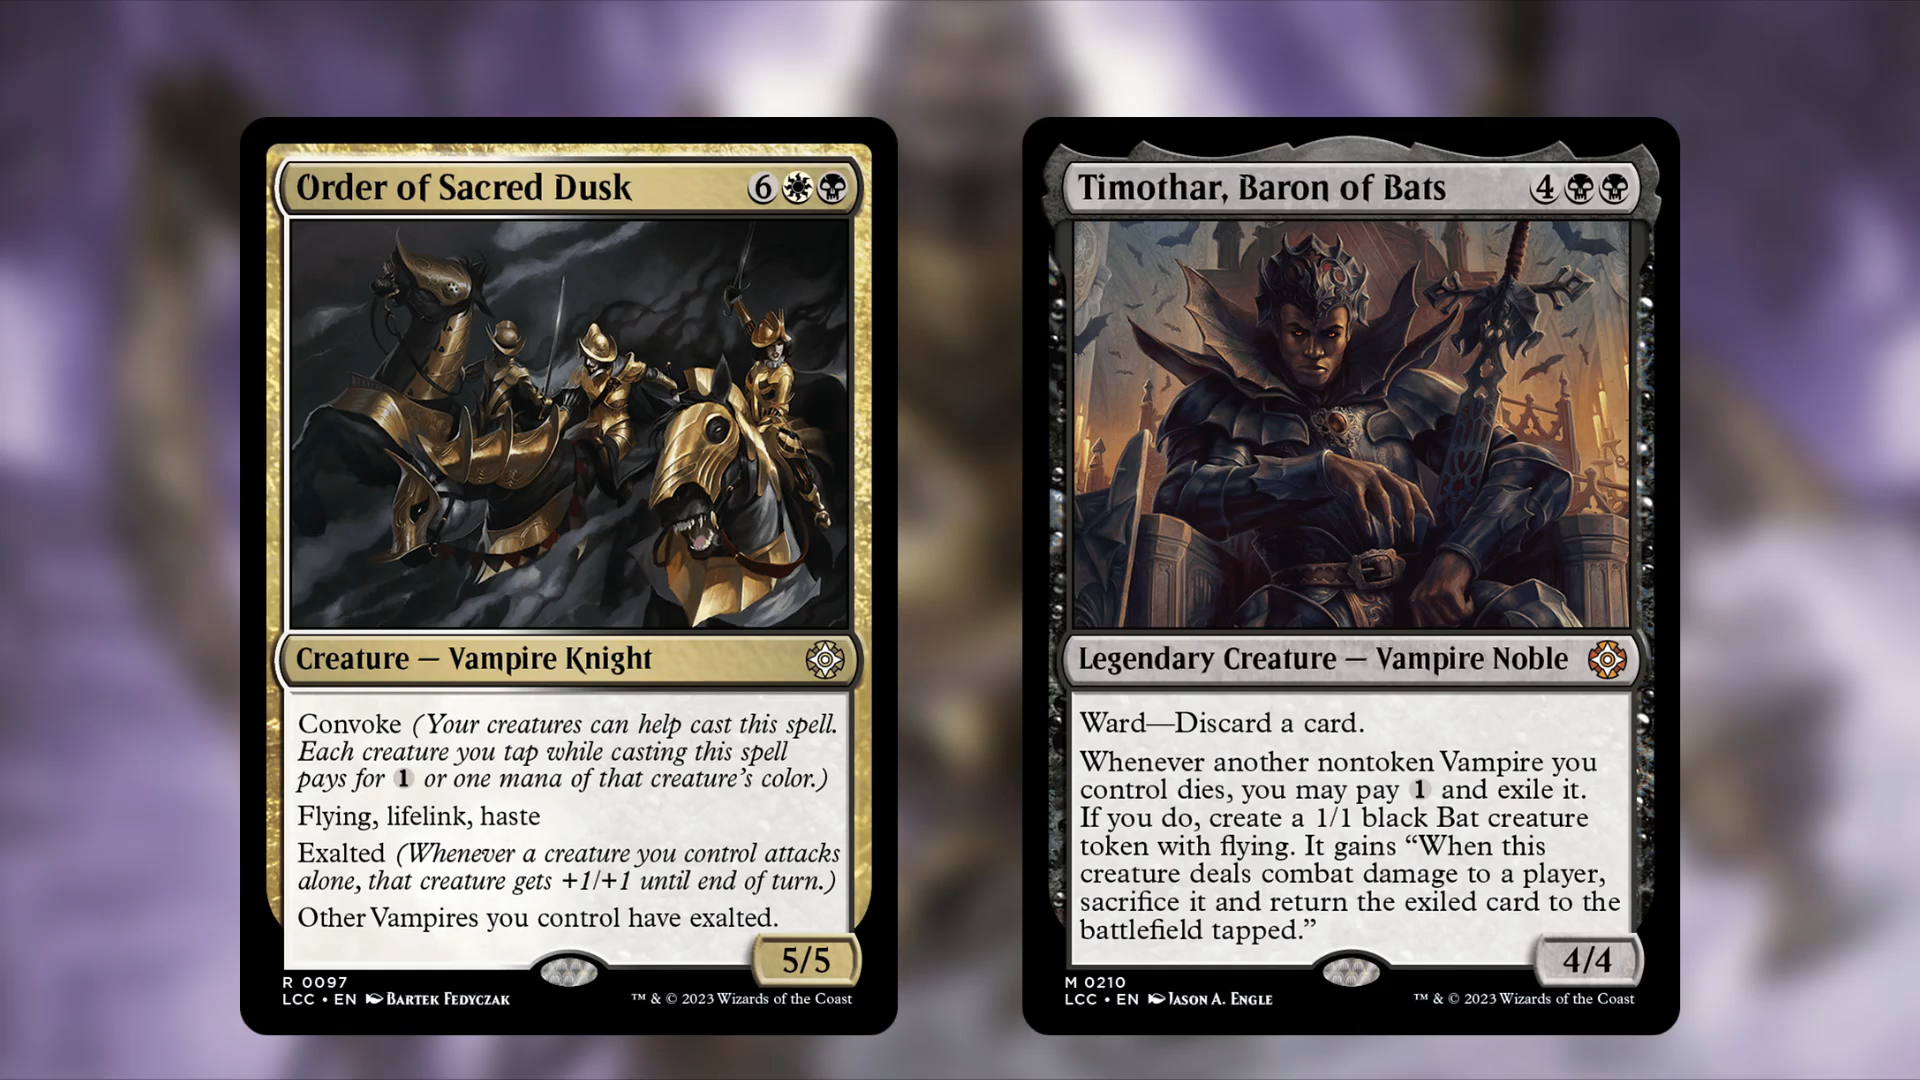 Order of Sacred Dusk 6
Creature — Vampire Knight
Convoke (Your creatures can help cast this spell.
Each creature you tap while casting this spell
pays for 1 or one mana of that creature's color.)
Flying, lifelink, haste
Exalted (Whenever a creature you control attacks
alone, that creature gets +1/+1 until end of turn.)
Other Vampires you control have exalted.
5/5
R 0097
LCC • EN Bartek Fedyczak
™ & © 2023 Wizards of the Coast
Timothar, Baron of Bats 4
Legendary Creature — Vampire Noble
Ward—Discard a card.
Whenever another nontoken Vampire you
control dies, you may pay 1 and exile it.
If you do, create a 1/1 black Bat creature
token with flying. It gains “When this
creature deals combat damage to a player,
sacrifice it and return the exiled card to the
battlefield tapped.”
4/4
M 0210
LCC • EN Jason A. Engle
™ & © 2023 Wizards of the Coast